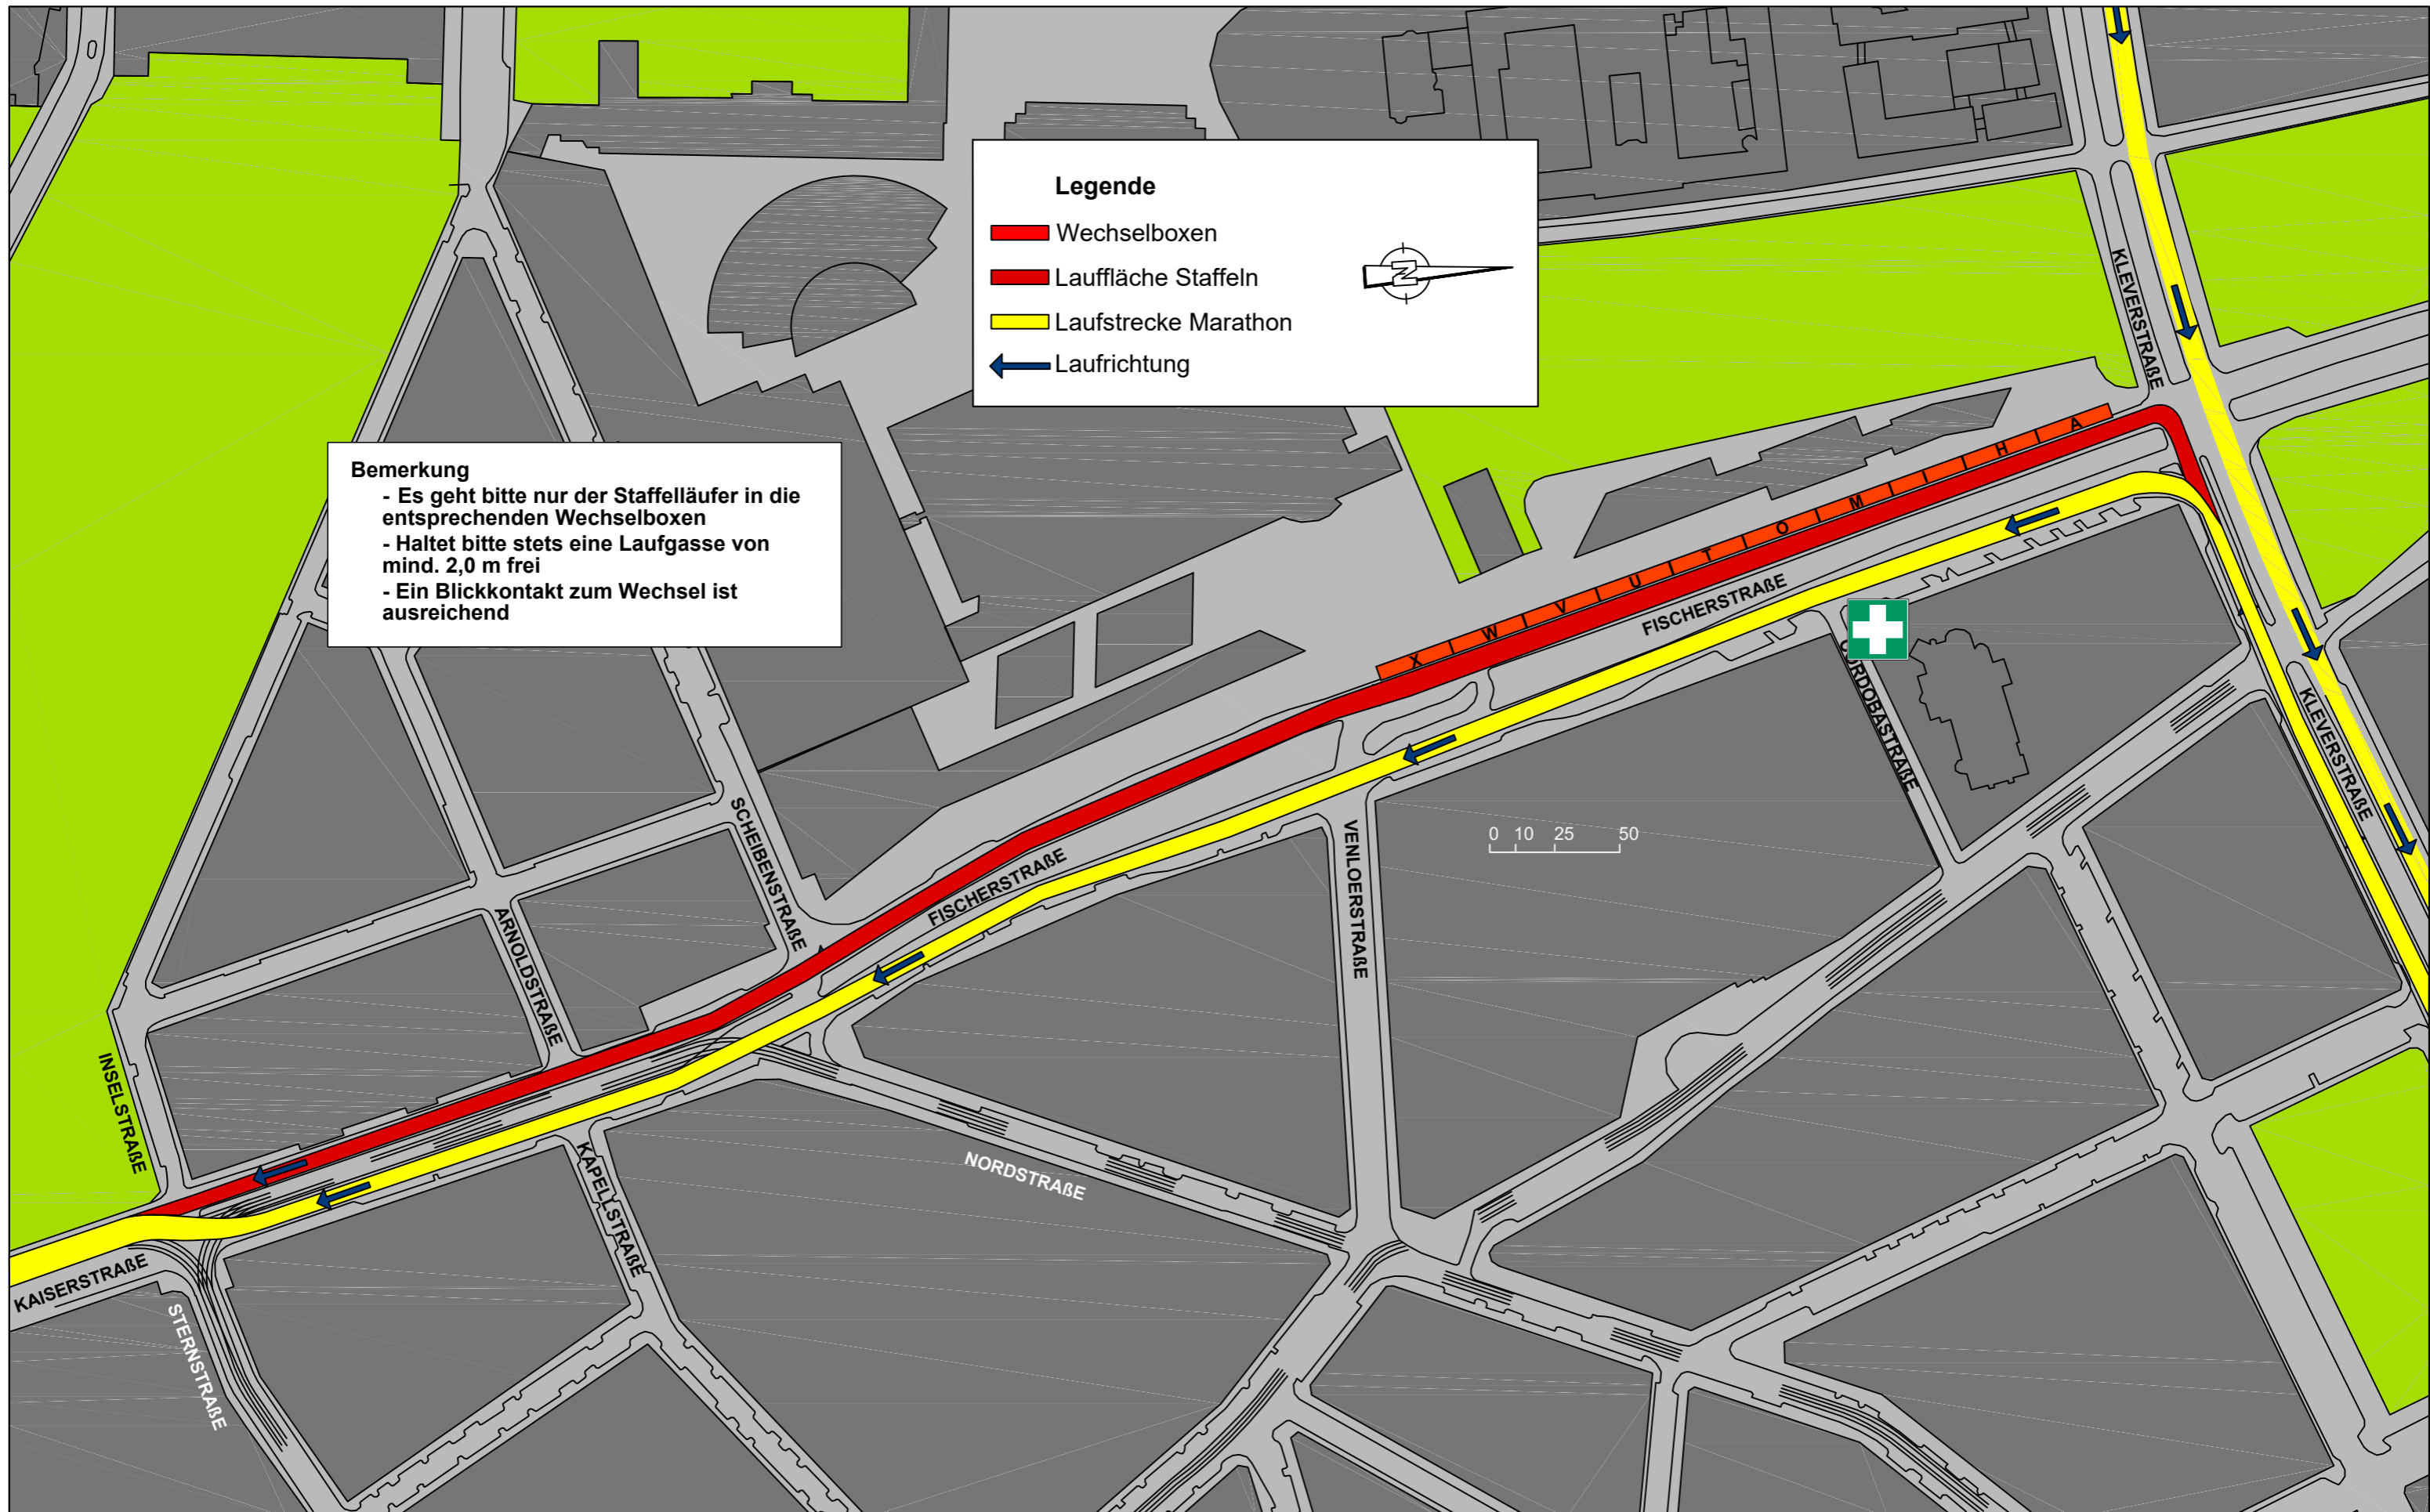 Legende
Wechselboxen
Lauffläche Staffeln
Laufstrecke Marathon
Laufrichtung
N
Bemerkung
- Es geht bitte nur der Staffelläufer in die
entsprechenden Wechselboxen
- Haltet bitte stets eine Laufgasse von
mind. 2,0 m frei
- Ein Blickkontakt zum Wechsel ist
ausreichend
KLEVERSTRAßE
X I W I V I U I T I O I M I I I H I A
FISCHERSTRAßE
CORDOBASTRAßE
KLEVERSTRAßE
0 10 25 50
VENLOERSTRAßE
SCHEIBENSTRAßE
FISCHERSTRAßE
ARNOLDSTRAßE
INSELSTRAßE
NORDSTRAßE
KAPELLSTRAßE
KAISERSTRAßE
STERNSTRAßE